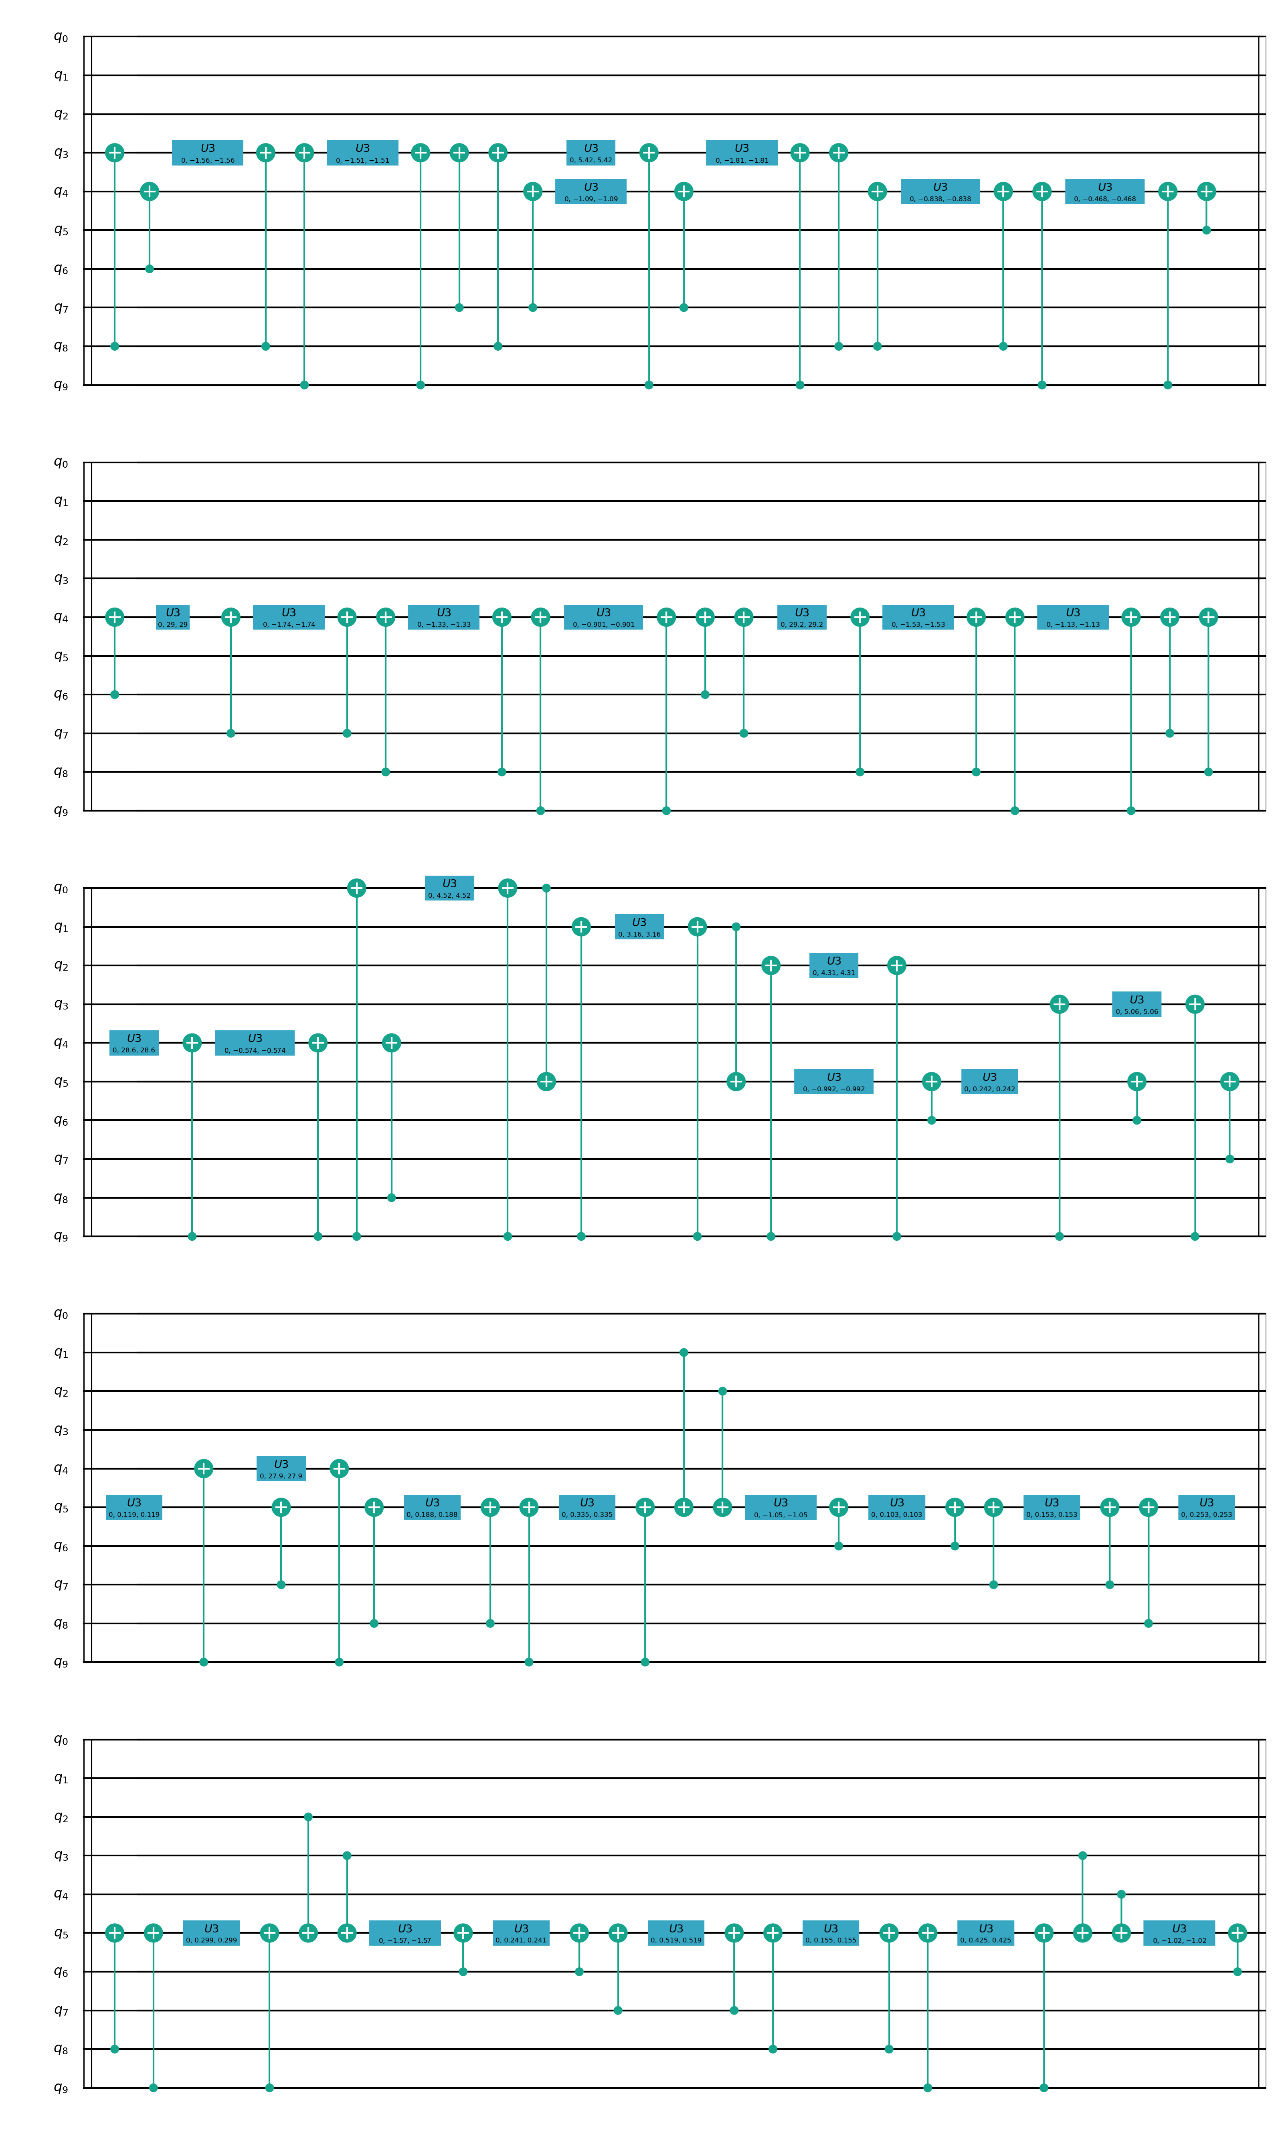 q0
q1
q2
q3 U3 U3 U3 U3
0, −1.56, −1.56 0, −1.51, −1.51 0, 5.42, 5.42 0, −1.81, −1.81
q4 U3 U3 U3
0, −1.09, −1.09 0, −0.838, −0.838 0, −0.468, −0.468
q5
q6
q7
q8
q9
q0
q1
q2
q3
q4 U3 U3 U3 U3 U3 U3 U3
0, 29, 29 0, −1.74, −1.74 0, −1.33, −1.33 0, −0.901, −0.901 0, 29.2, 29.2 0, −1.53, −1.53 0, −1.13, −1.13
q5
q6
q7
q8
q9
q0 U3
0, 4.52, 4.52
q1 U3
0, 3.16, 3.16
q2 U3
0, 4.31, 4.31
q3 U3
0, 5.06, 5.06
q4 U3 U3
0, 28.6, 28.6 0, −0.574, −0.574
q5 U3 U3
0, −0.992, −0.992 0, 0.242, 0.242
q6
q7
q8
q9
q0
q1
q2
q3
q4 U3
0, 27.9, 27.9
q5 U3 U3 U3 U3 U3 U3 U3
0, 0.119, 0.119 0, 0.188, 0.188 0, 0.335, 0.335 0, −1.05, −1.05 0, 0.103, 0.103 0, 0.153, 0.153 0, 0.253, 0.253
q6
q7
q8
q9
q0
q1
q2
q3
q4
q5 U3 U3 U3 U3 U3 U3 U3
0, 0.299, 0.299 0, −1.57, −1.57 0, 0.241, 0.241 0, 0.519, 0.519 0, 0.155, 0.155 0, 0.425, 0.425 0, −1.02, −1.02
q6
q7
q8
q9